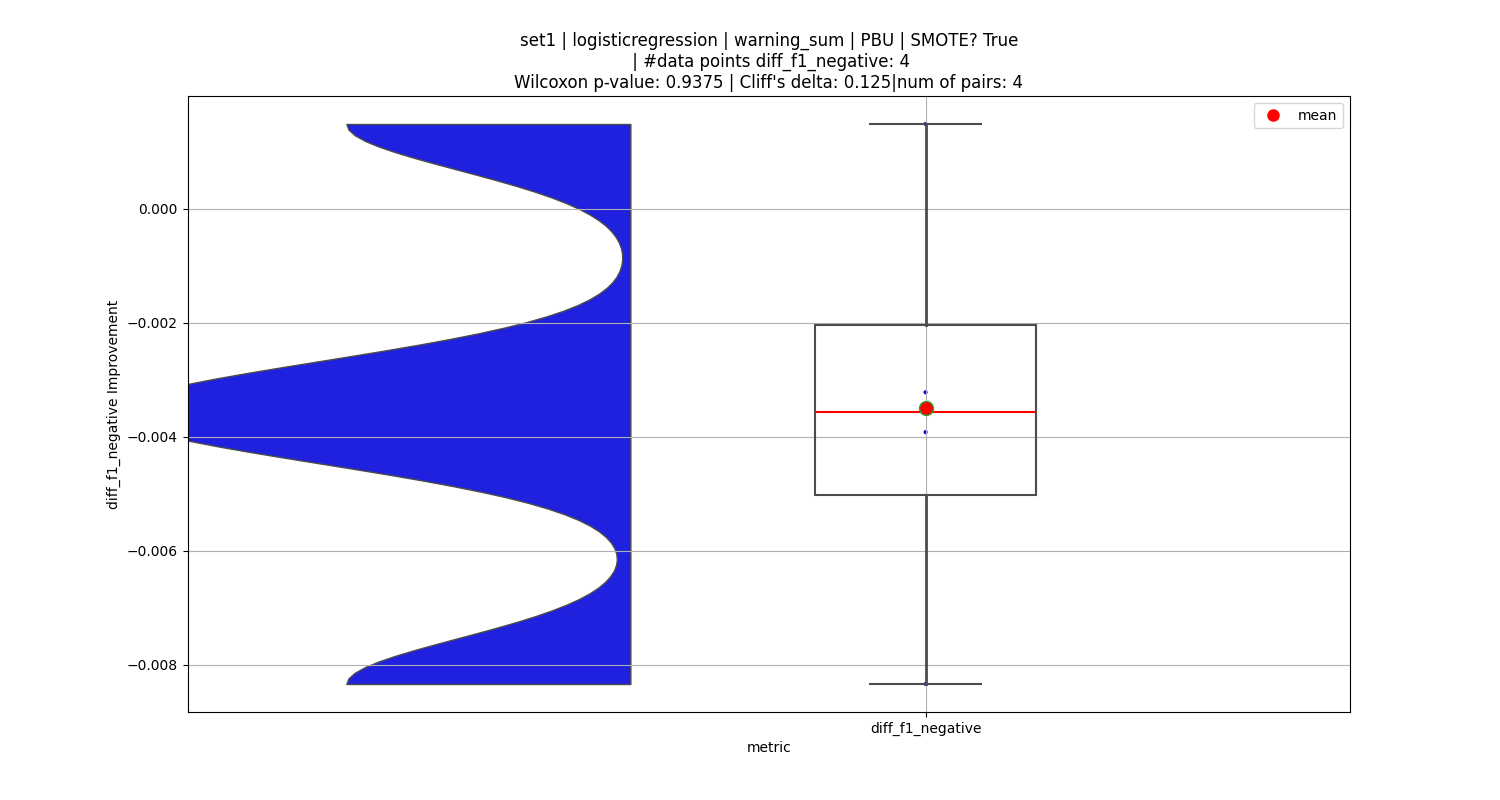 set1 | logisticregression | warning_sum | PBU | SMOTE? True
| #data points diff_f1_negative: 4
Wilcoxon p-value: 0.9375 | Cliff's delta: 0.125|num of pairs: 4
mean
0.000
−0.002
−0.004
−0.006
−0.008
diff_f1_negative Improvement
diff_f1_negative
metric